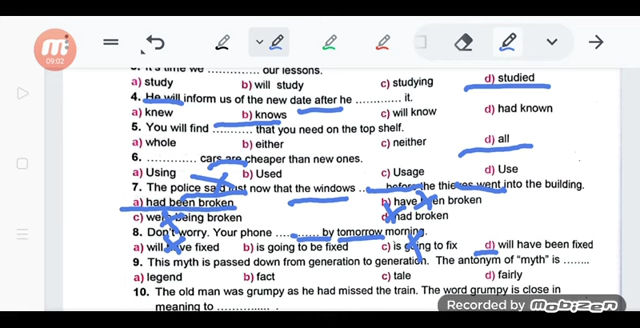 09:02
3. It's time we .............. our lessons.
a) study b) will study c) studying d) studied
4. He will inform us of the new date after he ............. it.
a) knew b) knows c) will know d) had known
5. You will find ............ that you need on the top shelf.
a) whole b) either c) neither d) all
6. ............. cars are cheaper than new ones.
a) Using b) Used c) Usage d) Use
7. The police said just now that the windows ... before the thieves went into the building.
a) had been broken b) have been broken
c) were being broken d) had broken
8. Don't worry. Your phone ............ by tomorrow morning.
a) will have fixed b) is going to be fixed c) is going to fix d) will have been fixed
9. This myth is passed down from generation to generation. The antonym of "myth" is ........
a) legend b) fact c) tale d) fairly
10. The old man was grumpy as he had missed the train. The word grumpy is close in
meaning to .............. .
Recorded by mobizen